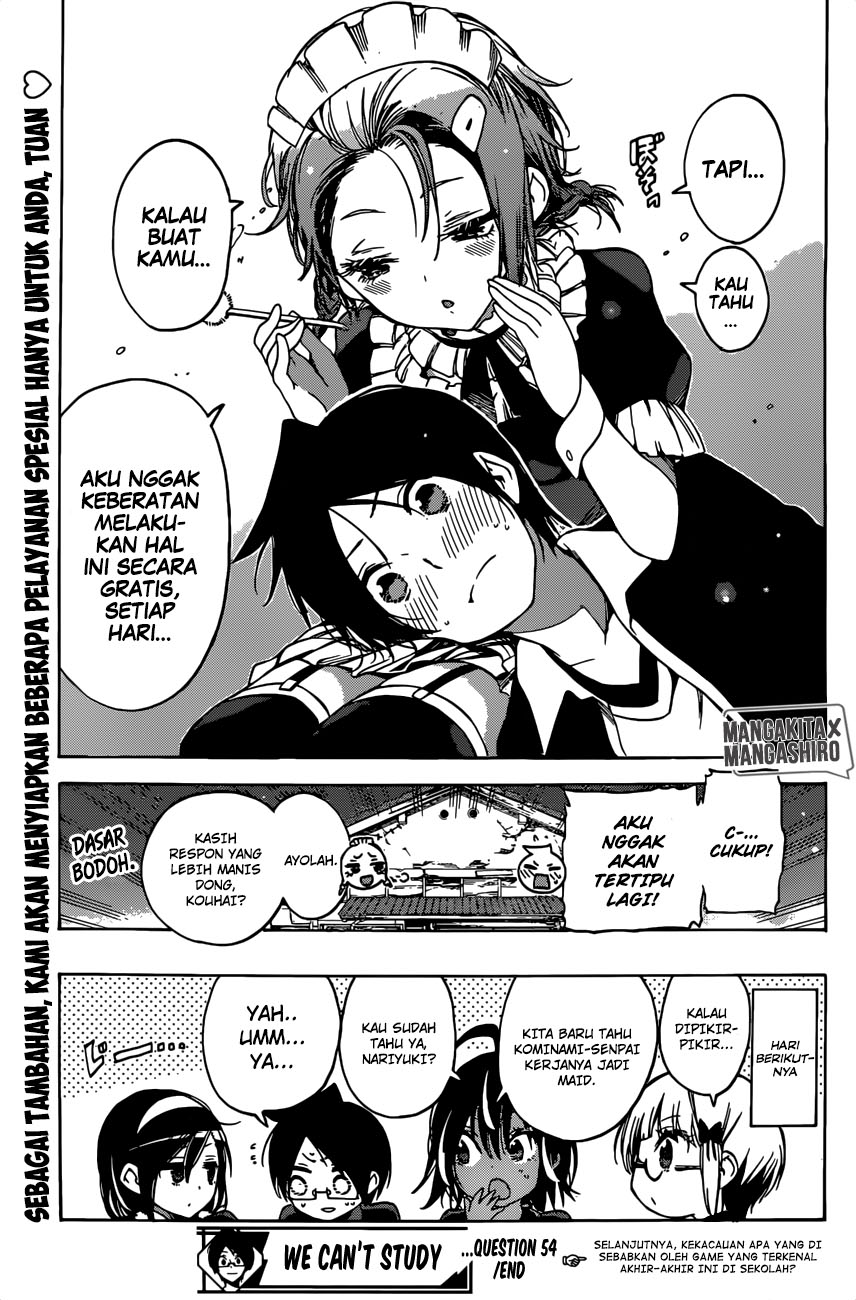 TAPI...
KAU
TAHU
...
KALAU
BUAT
KAMU...
AKU NGGAK
KEBERATAN
MELAKU-
KAN HAL
INI SECARA
GRATIS,
SETIAP
HARI...
SEBAGAI TAMBAHAN, KAMI AKAN MENYIAPKAN BEBERAPA PELAYANAN SPESIAL HANYA UNTUK ANDA, TUAN ♡
MANGAKITA X
MANGASHIRO
C-...
CUKUP!
AKU
NGGAK
AKAN
TERTIPU
LAGI!
AYOLAH.
KASIH
RESPON YANG
LEBIH MANIS
DONG,
KOUHAI?
DASAR
BODOH.
HARI
BERIKUT-
NYA
KALAU
DIPIKIR-
PIKIR...
KITA BARU TAHU
KOMINAMI-SENPAI
KERJANYA JADI
MAID.
KAU SUDAH
TAHU YA,
NARIYUKI?
YAH..
UMM...
YA...
じー…
WE CAN'T STUDY
...QUESTION 54
/END
☞ SELANJUTNYA, KEKACAUAN APA YANG DI
SEBABKAN OLEH GAME YANG TERKENAL
AKHIR-AKHIR INI DI SEKOLAH?